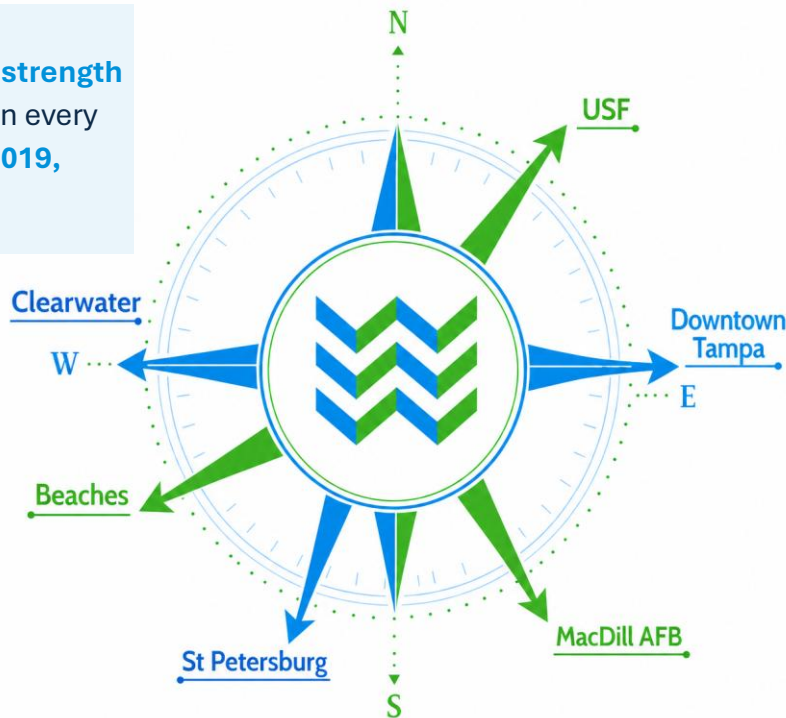 strength
n every
019,
N
USF
Clearwater
Downtown
Tampa
W
E
Beaches
MacDill AFB
St Petersburg
S